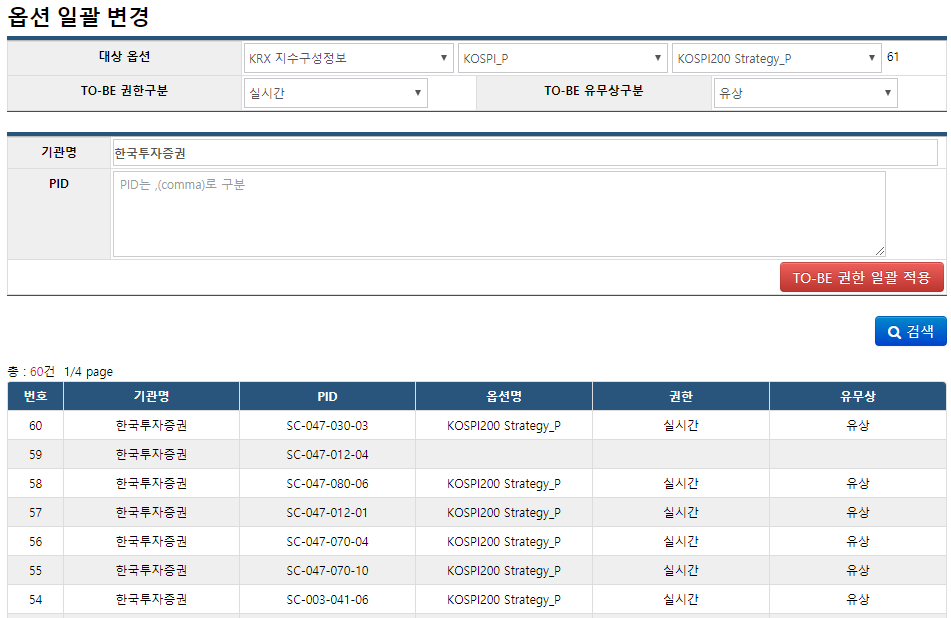 옵션 일괄 변경
대상 옵션 KRX 지수구성정보 KOSPI_P KOSPI200 Strategy_P 61
TO-BE 권한구분 실시간 TO-BE 유무상구분 유상
기관명 한국투자증권
PID PID는 ,(comma)로 구분
TO-BE 권한 일괄 적용
검색
총 : 60건 1/4 page
번호 기관명 PID 옵션명 권한 유무상
60 한국투자증권 SC-047-030-03 KOSPI200 Strategy_P 실시간 유상
59 한국투자증권 SC-047-012-04
58 한국투자증권 SC-047-080-06 KOSPI200 Strategy_P 실시간 유상
57 한국투자증권 SC-047-012-01 KOSPI200 Strategy_P 실시간 유상
56 한국투자증권 SC-047-070-04 KOSPI200 Strategy_P 실시간 유상
55 한국투자증권 SC-047-070-10 KOSPI200 Strategy_P 실시간 유상
54 한국투자증권 SC-003-041-06 KOSPI200 Strategy_P 실시간 유상